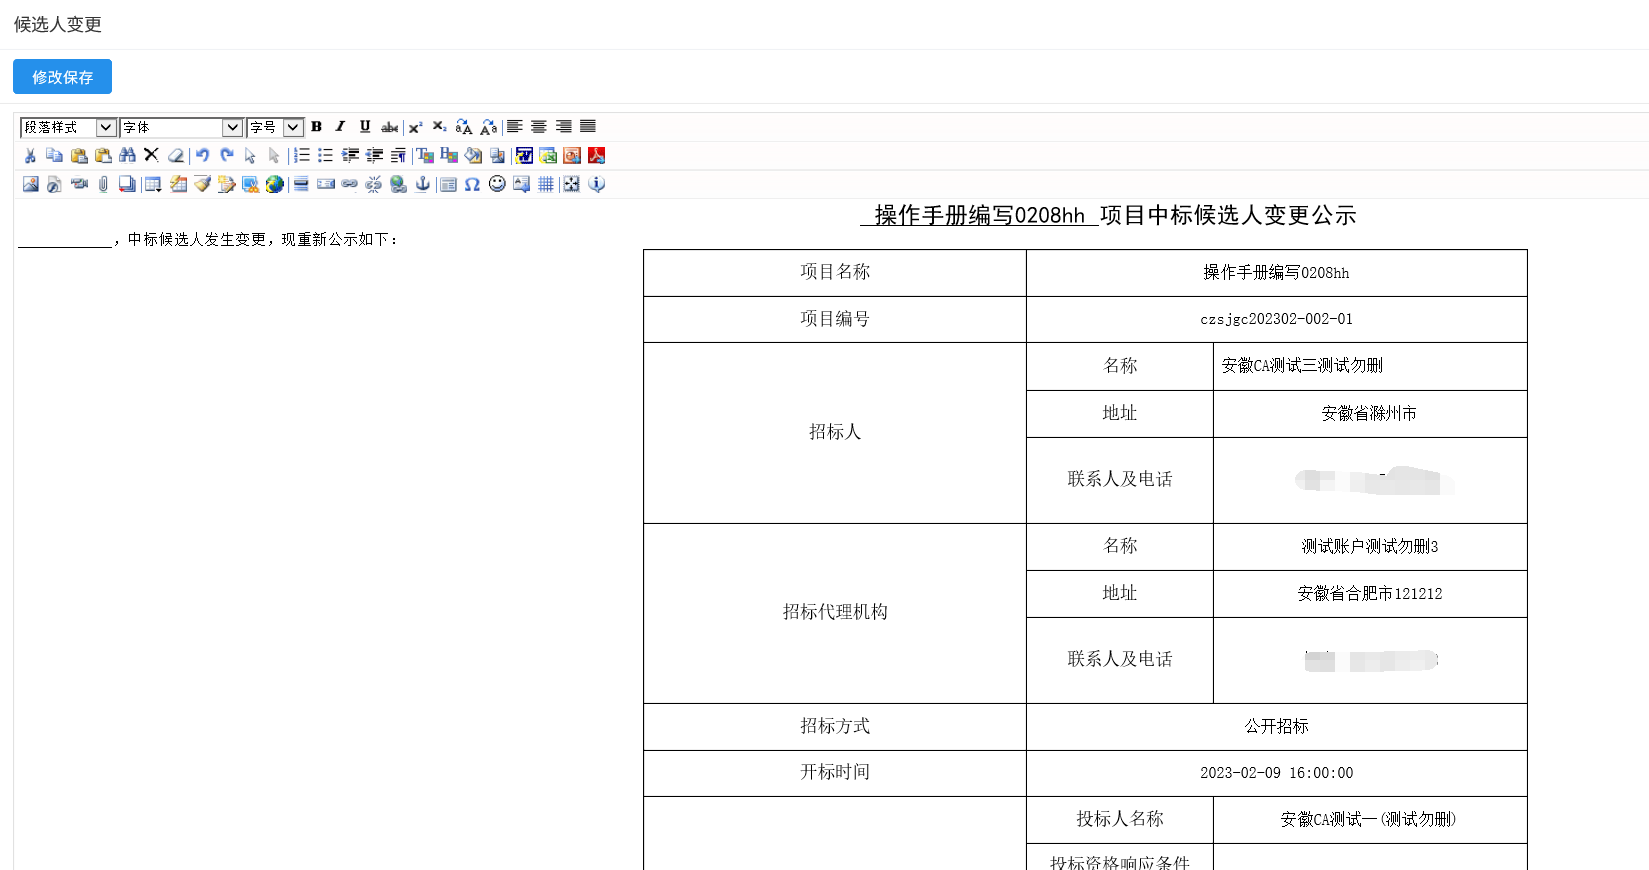 候选人变更
修改保存
段落样式 字体 字号
操作手册编写0208hh 项目中标候选人变更公示
，中标候选人发生变更，现重新公示如下：
项目名称 操作手册编写0208hh
项目编号 czsjgc202302-002-01
招标人
名称 安徽CA测试三测试勿删
地址 安徽省滁州市
联系人及电话
招标代理机构
名称 测试账户测试勿删3
地址 安徽省合肥市121212
联系人及电话
招标方式 公开招标
开标时间 2023-02-09 16:00:00
投标人名称 安徽CA测试一(测试勿删)
投标资格响应条件